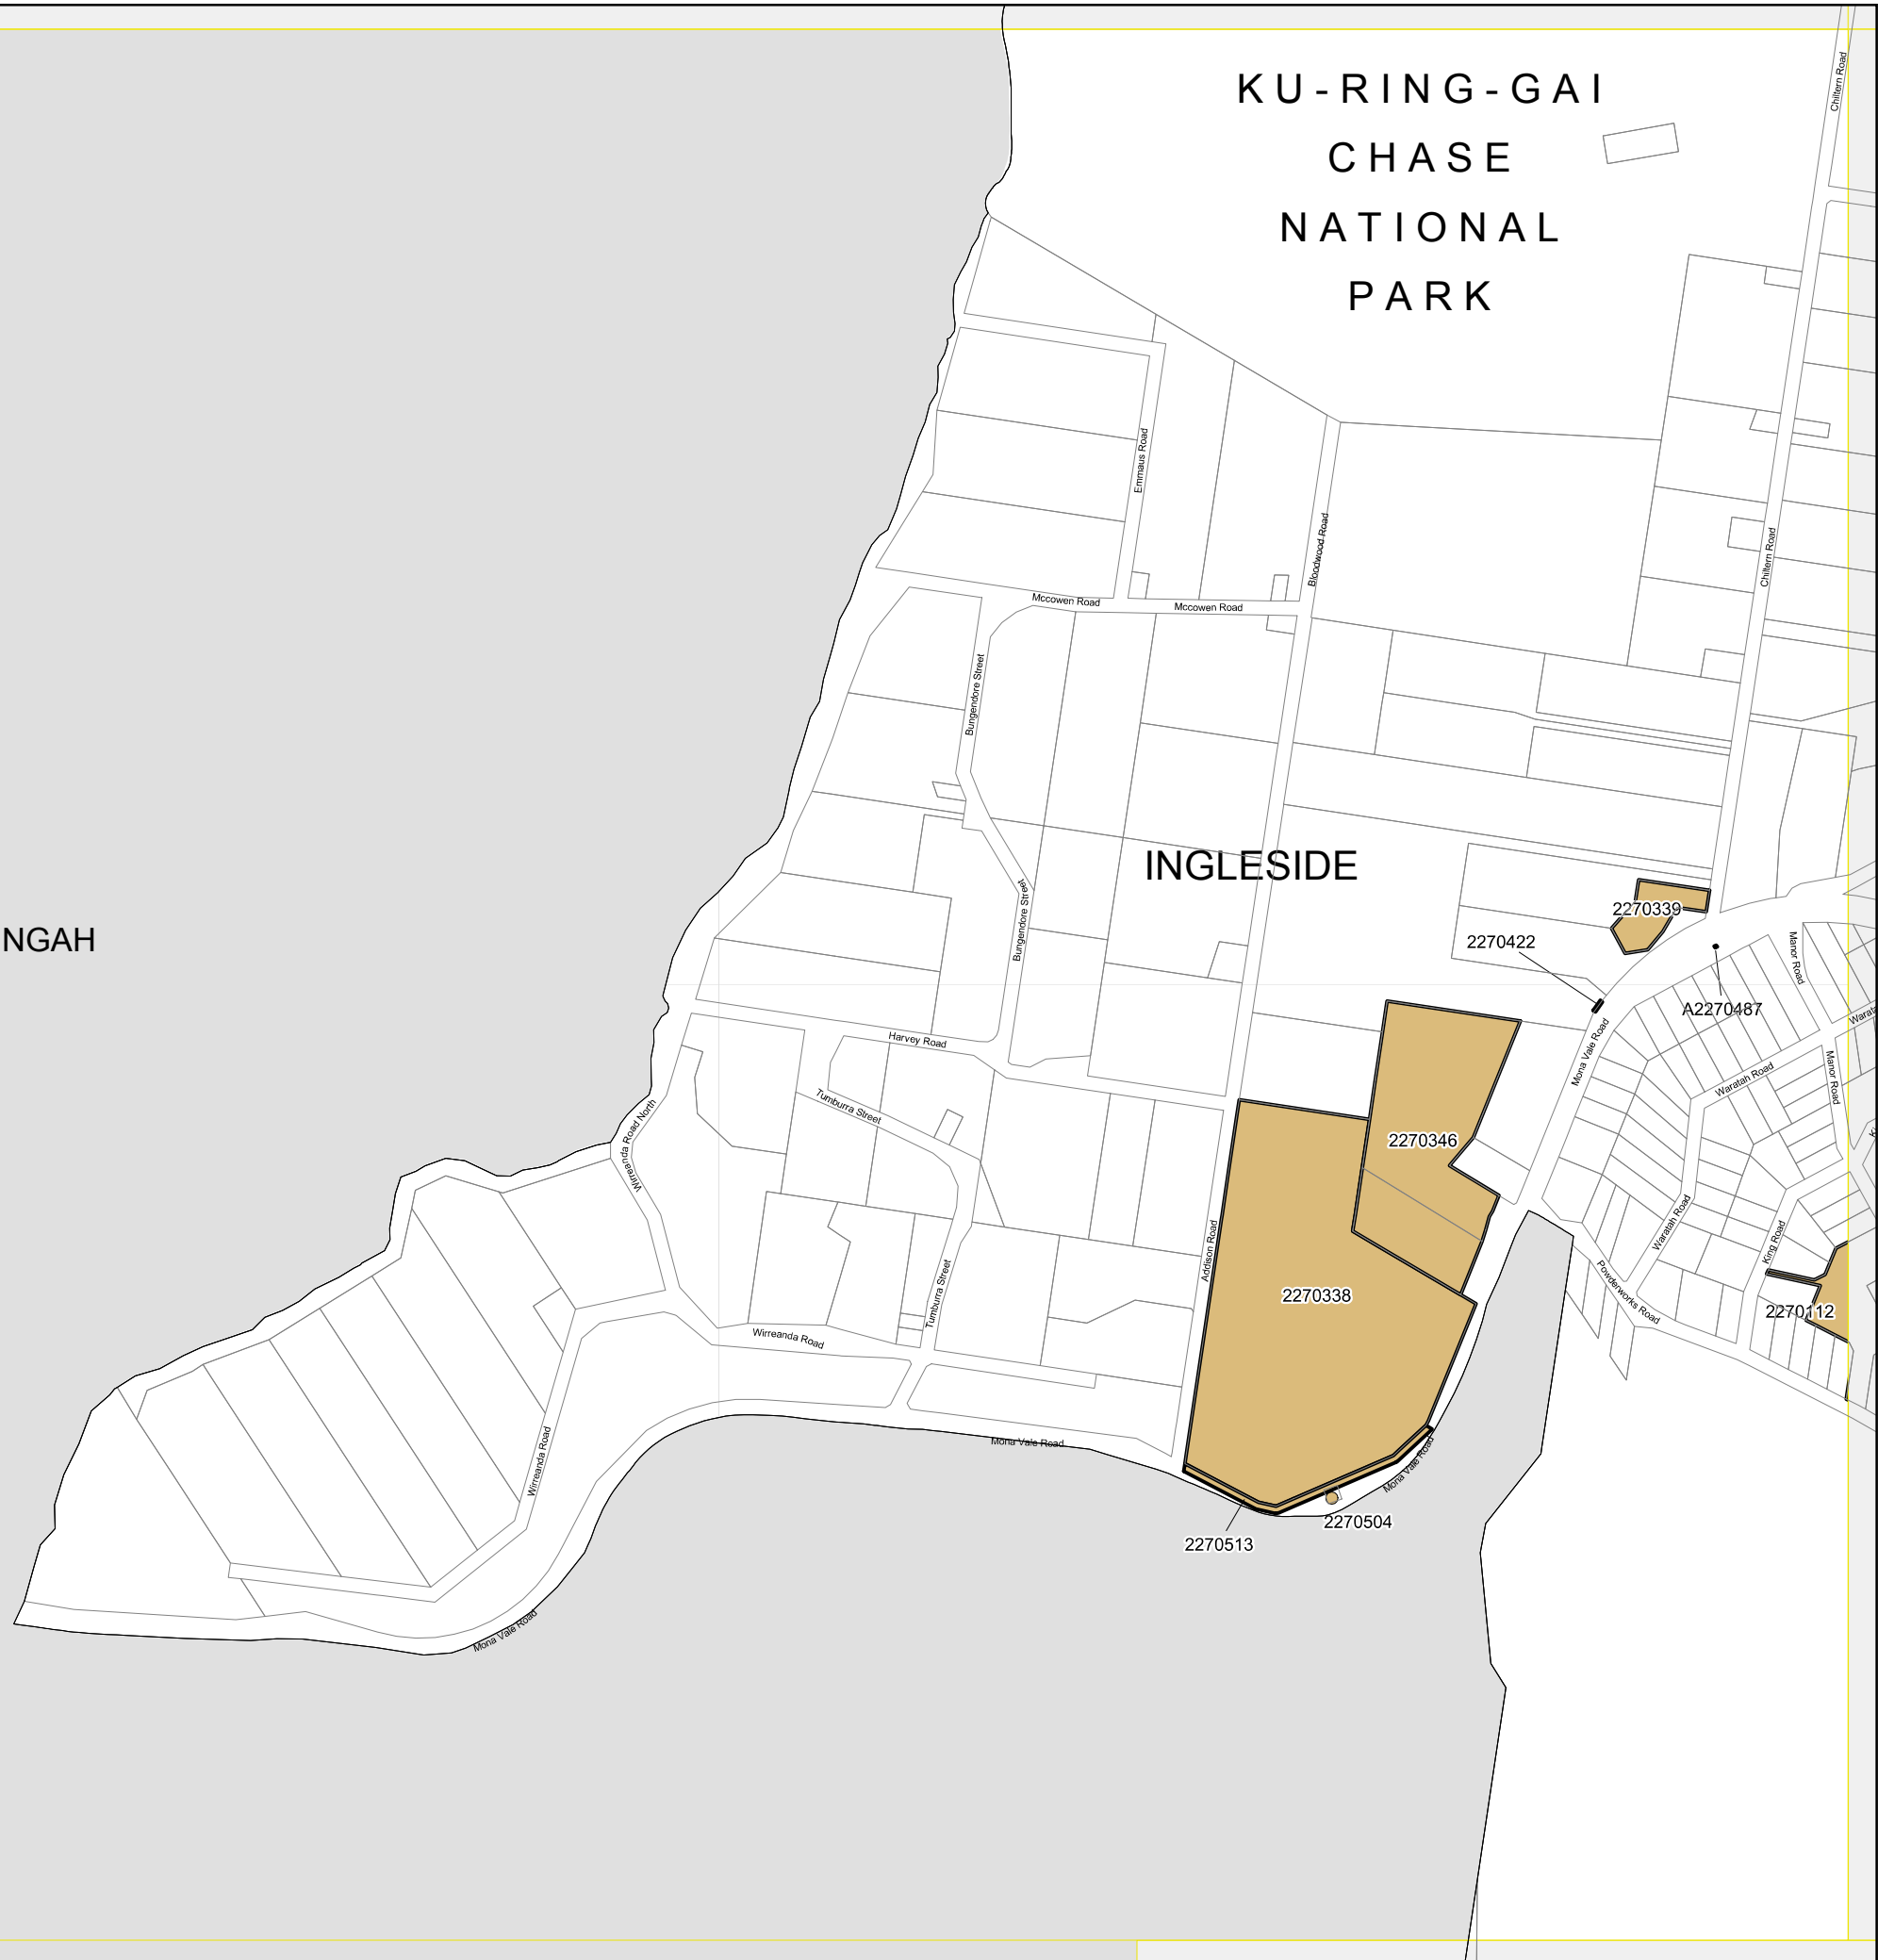 KU-RING-GAI
CHASE
NATIONAL
PARK
Chiltern Road
Emmaus Road
Bloodwood Road
Chiltern Road
Mccowen Road
Mccowen Road
Bungendore Street
INGLESIDE
2270339
NGAH
2270422
Bungendore Street
Manor Road
A2270487
Harvey Road
Mona Vale Road
Waratah Road
Manor Road
Tumburra Street
Wirreanda Road North
2270346
Waratah Road
King Road
Addison Road
Tumburra Street
2270338
Powderworks Road
2270112
Wirreanda Road
Mona Vale Road
Wirreanda Road
Mona Vale Road
2270504
2270513
Mona Vale Road